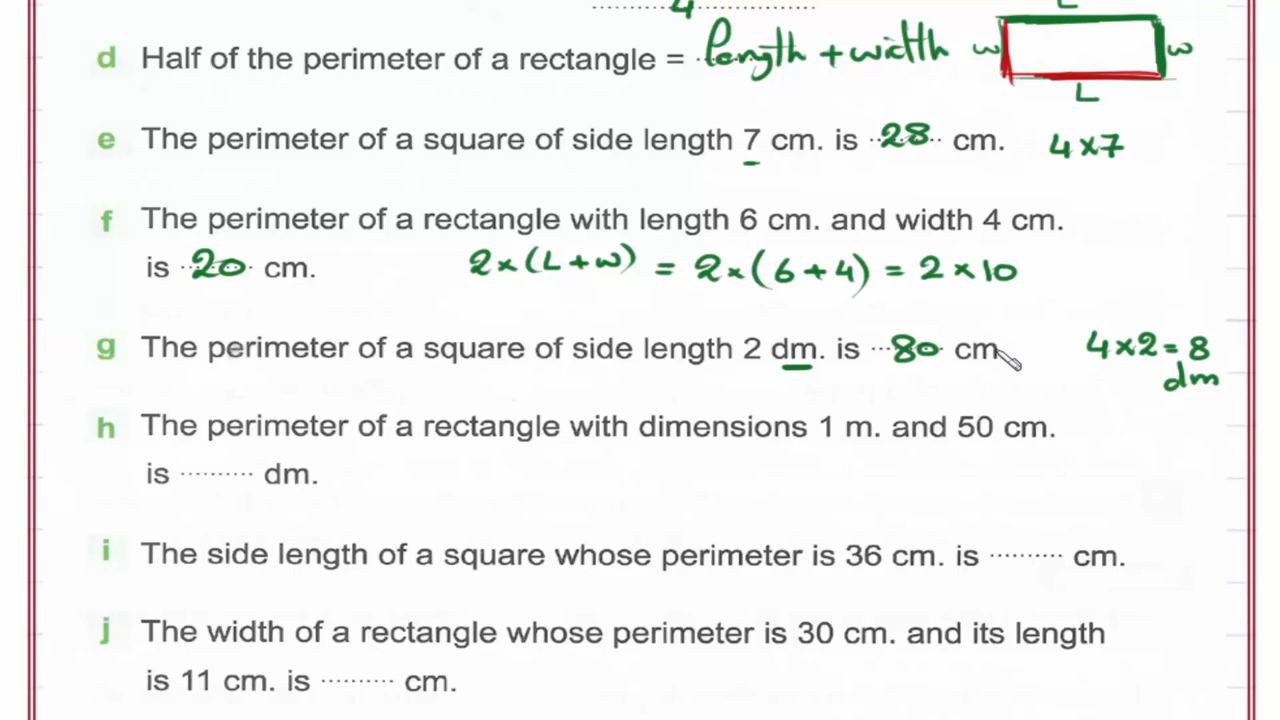 4
L
d Half of the perimeter of a rectangle = length + width w w
L
e The perimeter of a square of side length 7 cm. is 28 cm. 4 × 7
f The perimeter of a rectangle with length 6 cm. and width 4 cm.
is 20 cm. 2 × (L + w) = 2 × (6 + 4) = 2 × 10
g The perimeter of a square of side length 2 dm. is 80 cm 4 × 2 = 8
dm
h The perimeter of a rectangle with dimensions 1 m. and 50 cm.
is ......... dm.
i The side length of a square whose perimeter is 36 cm. is ......... cm.
j The width of a rectangle whose perimeter is 30 cm. and its length
is 11 cm. is ......... cm.